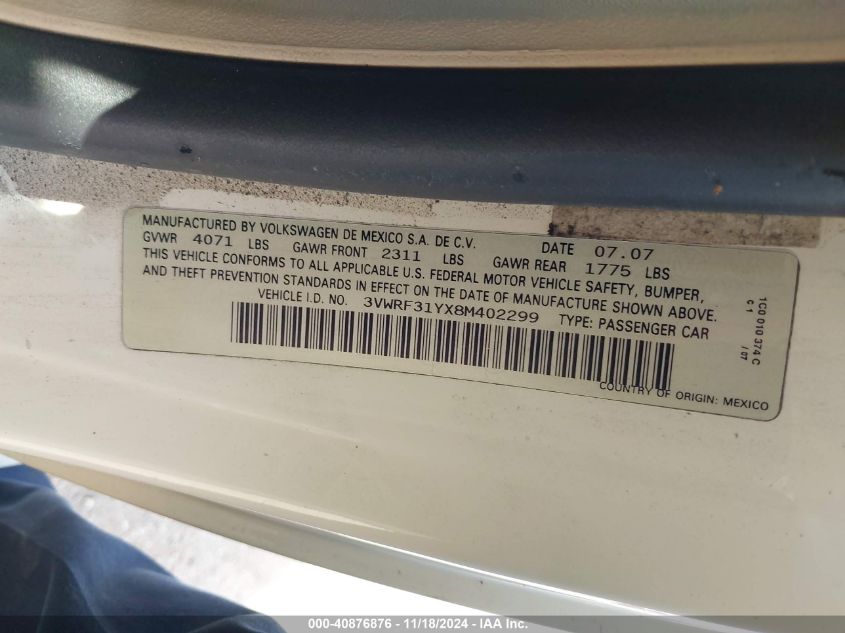 MANUFACTURED BY VOLKSWAGEN DE MEXICO S.A. DE C.V. DATE 07.07
GVWR 4071 LBS GAWR FRONT 2311 LBS GAWR REAR 1775 LBS
THIS VEHICLE CONFORMS TO ALL APPLICABLE U.S. FEDERAL MOTOR VEHICLE SAFETY, BUMPER,
AND THEFT PREVENTION STANDARDS IN EFFECT ON THE DATE OF MANUFACTURE SHOWN ABOVE.
VEHICLE I.D. NO. 3VWRF31YX8M402299 TYPE: PASSENGER CAR
COUNTRY OF ORIGIN: MEXICO
1C0 010 374 C
C 1 / 07
000-40876876 - 11/18/2024 - IAA Inc.